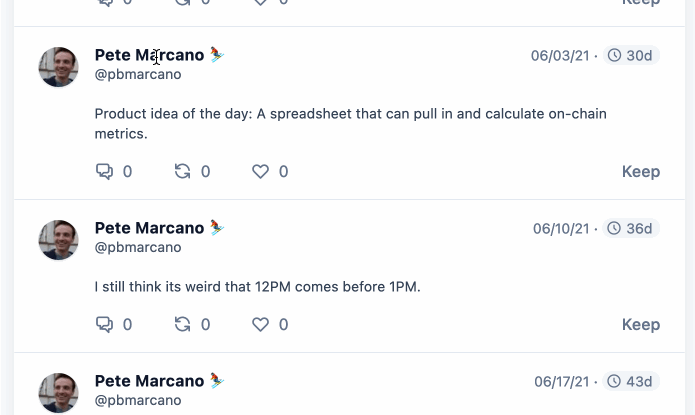 0 0 0 Keep
Pete Marcano 06/03/21 · 30d
@pbmarcano
Product idea of the day: A spreadsheet that can pull in and calculate on-chain
metrics.
0 0 0 Keep
Pete Marcano 06/10/21 · 36d
@pbmarcano
I still think its weird that 12PM comes before 1PM.
0 0 0 Keep
Pete Marcano 06/17/21 · 43d
@pbmarcano